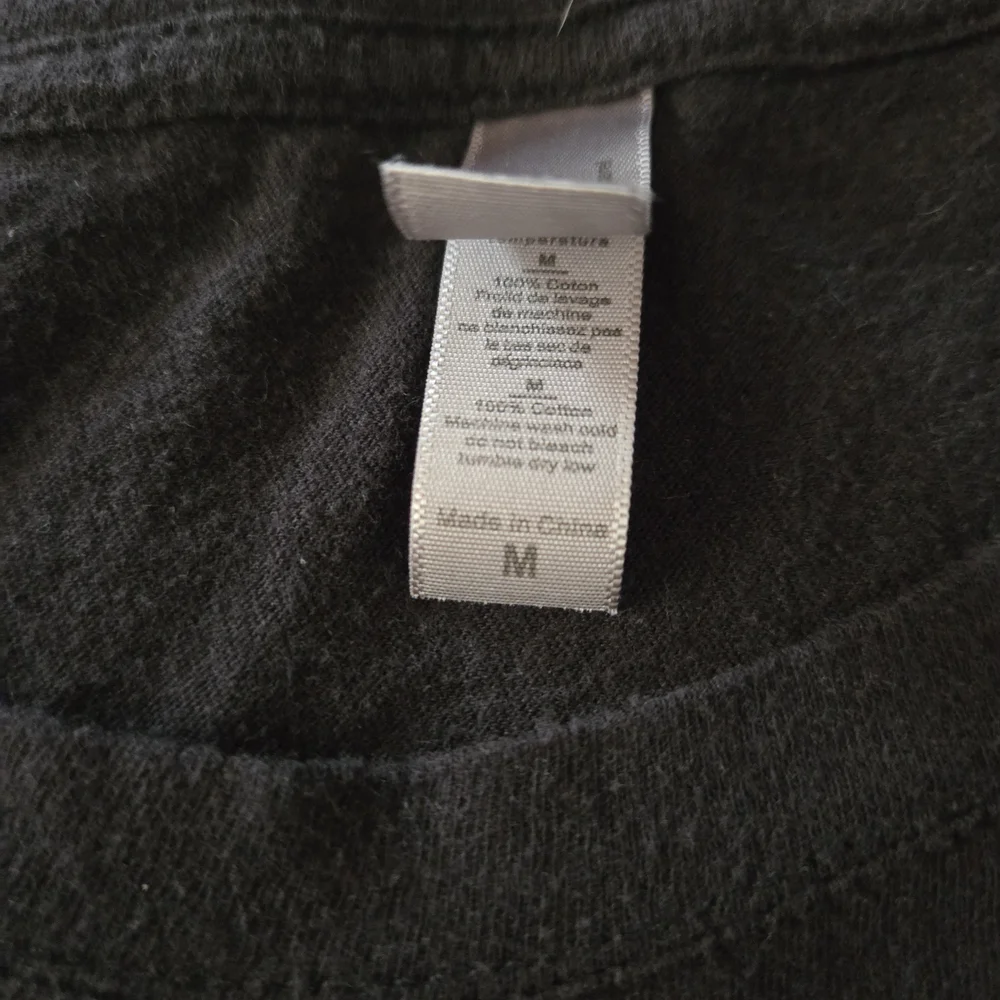 temperatura
M
100% Coton
Froid de lavage
de machine
ne blanchissez pas
le bas sec de
dégringolade
M
100% Cotton
Machine wash cold
do not bleach
tumble dry low
Made in China
M